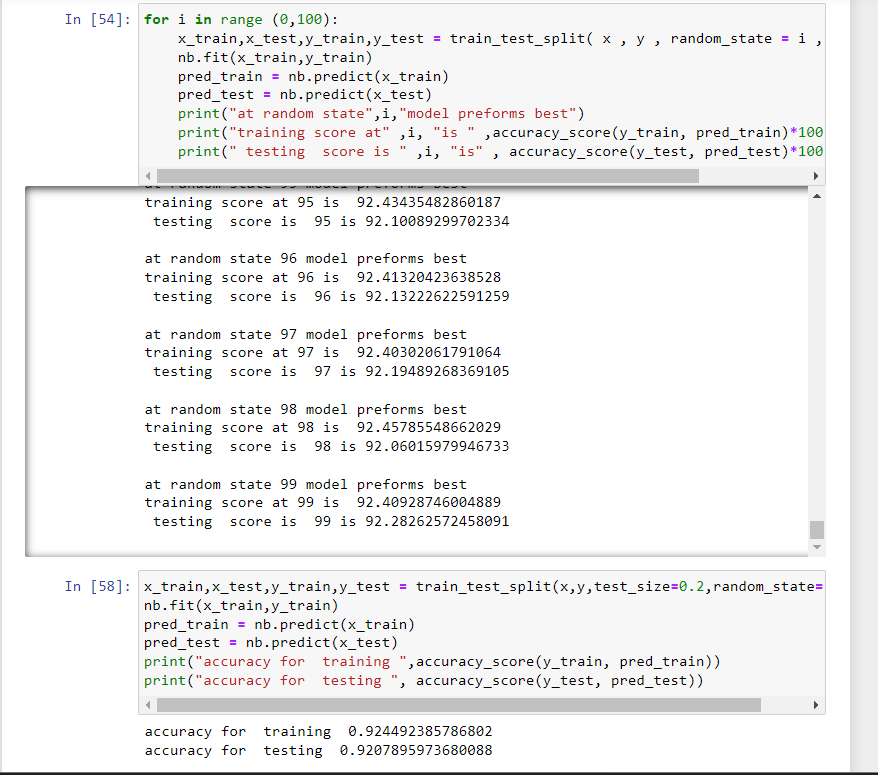 In [54]: for i in range (0,100):
x_train,x_test,y_train,y_test = train_test_split( x , y , random_state = i ,
nb.fit(x_train,y_train)
pred_train = nb.predict(x_train)
pred_test = nb.predict(x_test)
print("at random state",i,"model preforms best")
print("training score at" ,i, "is " ,accuracy_score(y_train, pred_train)*100
print(" testing  score is " ,i, "is" , accuracy_score(y_test, pred_test)*100
at random state 95 model preforms best
training score at 95 is  92.43435482860187
 testing  score is  95 is 92.10089299702334
at random state 96 model preforms best
training score at 96 is  92.41320423638528
 testing  score is  96 is 92.13222622591259
at random state 97 model preforms best
training score at 97 is  92.40302061791064
 testing  score is  97 is 92.19489268369105
at random state 98 model preforms best
training score at 98 is  92.45785548662029
 testing  score is  98 is 92.06015979946733
at random state 99 model preforms best
training score at 99 is  92.40928746004889
 testing  score is  99 is 92.28262572458091
In [58]: x_train,x_test,y_train,y_test = train_test_split(x,y,test_size=0.2,random_state=
nb.fit(x_train,y_train)
pred_train = nb.predict(x_train)
pred_test = nb.predict(x_test)
print("accuracy for  training ",accuracy_score(y_train, pred_train))
print("accuracy for  testing ", accuracy_score(y_test, pred_test))
accuracy for  training  0.924492385786802
accuracy for  testing  0.9207895973680088